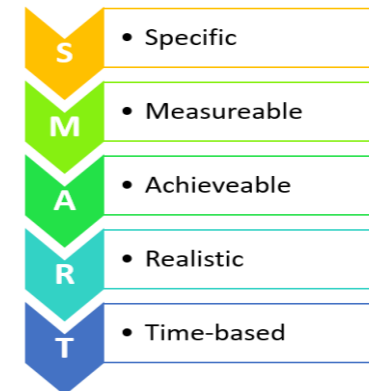 S • Specific
M • Measureable
A • Achieveable
R • Realistic
T • Time-based